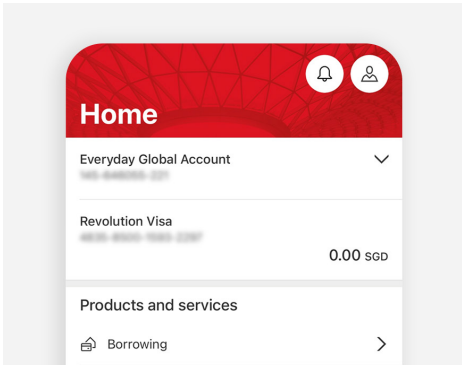 Home
Everyday Global Account
Revolution Visa
0.00 SGD
Products and services
Borrowing